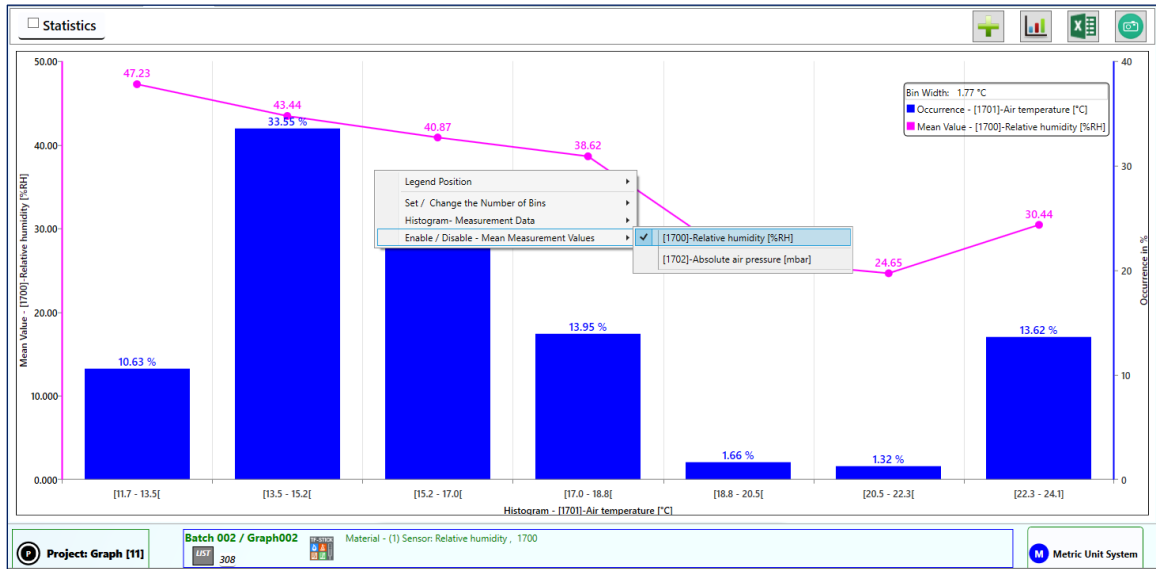 Statistics
50.00
40.00
30.00
20.00
10.000
0.000
Mean Value - [1700]-Relative humidity [%RH]
47.23
43.44
40.87
38.62
24.65
30.44
10.63 %
33.55 %
13.95 %
1.66 %
1.32 %
13.62 %
Bin Width: 1.77 °C
Occurrence - [1701]-Air temperature [°C]
Mean Value - [1700]-Relative humidity [%RH]
Legend Position
Set / Change the Number of Bins
Histogram- Measurement Data
Enable / Disable - Mean Measurement Values
[1700]-Relative humidity [%RH]
[1702]-Absolute air pressure [mbar]
40
30
20
10
0
Occurrence in %
[11.7 - 13.5[
[13.5 - 15.2[
[15.2 - 17.0[
[17.0 - 18.8[
[18.8 - 20.5[
[20.5 - 22.3[
[22.3 - 24.1]
Histogram - [1701]-Air temperature [°C]
P
Project: Graph [11]
Batch 002 / Graph002
LIST
308
TF-STICK
Material - (1) Sensor: Relative humidity , 1700
M
Metric Unit System